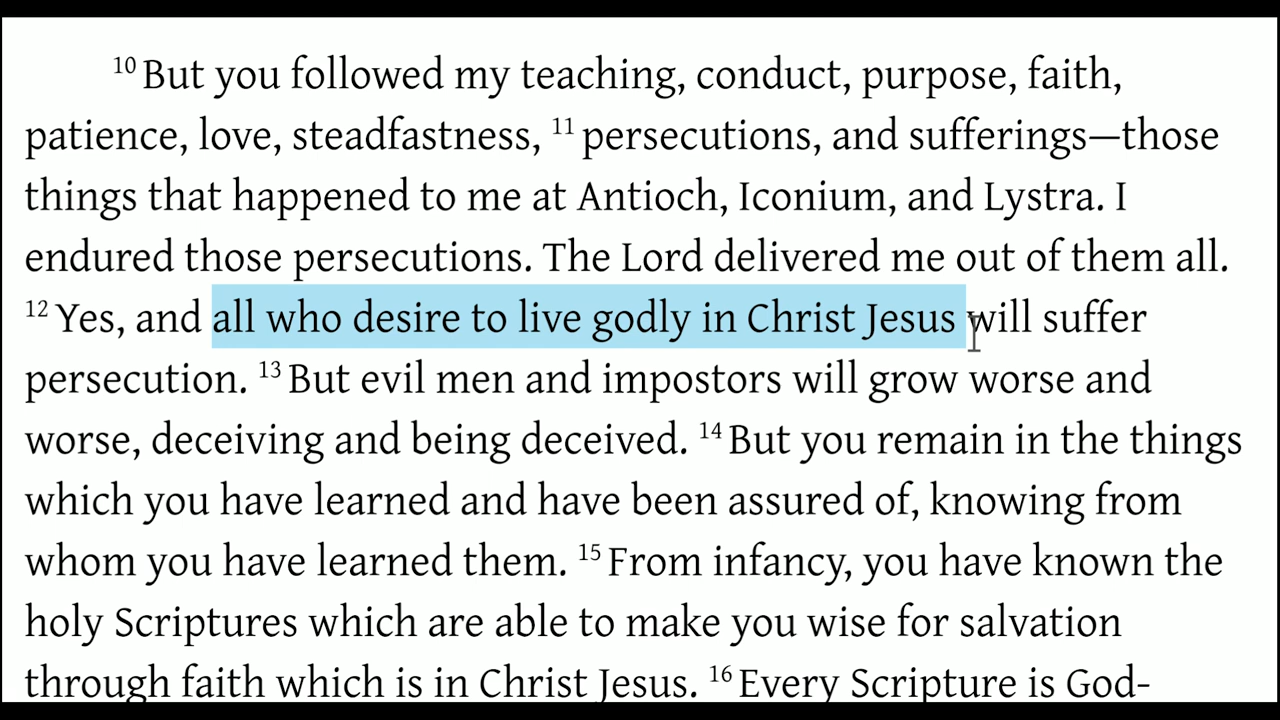 10 But you followed my teaching, conduct, purpose, faith,
patience, love, steadfastness, 11 persecutions, and sufferings—those
things that happened to me at Antioch, Iconium, and Lystra. I
endured those persecutions. The Lord delivered me out of them all.
12 Yes, and all who desire to live godly in Christ Jesus will suffer
persecution. 13 But evil men and impostors will grow worse and
worse, deceiving and being deceived. 14 But you remain in the things
which you have learned and have been assured of, knowing from
whom you have learned them. 15 From infancy, you have known the
holy Scriptures which are able to make you wise for salvation
through faith which is in Christ Jesus. 16 Every Scripture is God-